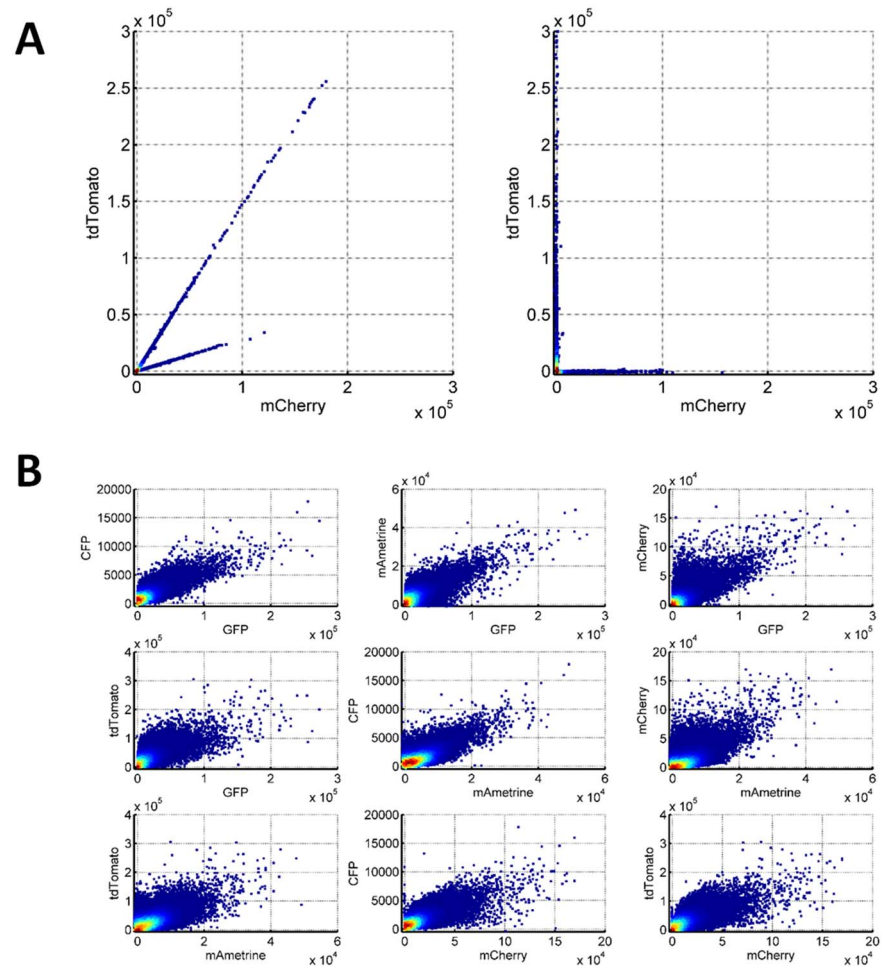 A
x 10^5
3
2.5
2
1.5
1
0.5
0
tdTomato
0 1 2 3
mCherry
x 10^5
x 10^5
3
2.5
2
1.5
1
0.5
0
tdTomato
0 1 2 3
mCherry
x 10^5
B
20000
15000
10000
5000
0
CFP
0 1 2 3
GFP
x 10^5
x 10^4
6
4
2
0
mAmetrine
0 1 2 3
GFP
x 10^5
x 10^4
20
15
10
5
0
mCherry
0 1 2 3
GFP
x 10^5
x 10^5
4
3
2
1
0
tdTomato
0 1 2 3
GFP
x 10^5
20000
15000
10000
5000
0
CFP
0 2 4 6
mAmetrine
x 10^4
x 10^4
20
15
10
5
0
mCherry
0 2 4 6
mAmetrine
x 10^4
x 10^5
4
3
2
1
0
tdTomato
0 2 4 6
mAmetrine
x 10^4
20000
15000
10000
5000
0
CFP
0 5 10 15 20
mCherry
x 10^4
x 10^5
4
3
2
1
0
tdTomato
0 5 10 15 20
mCherry
x 10^4